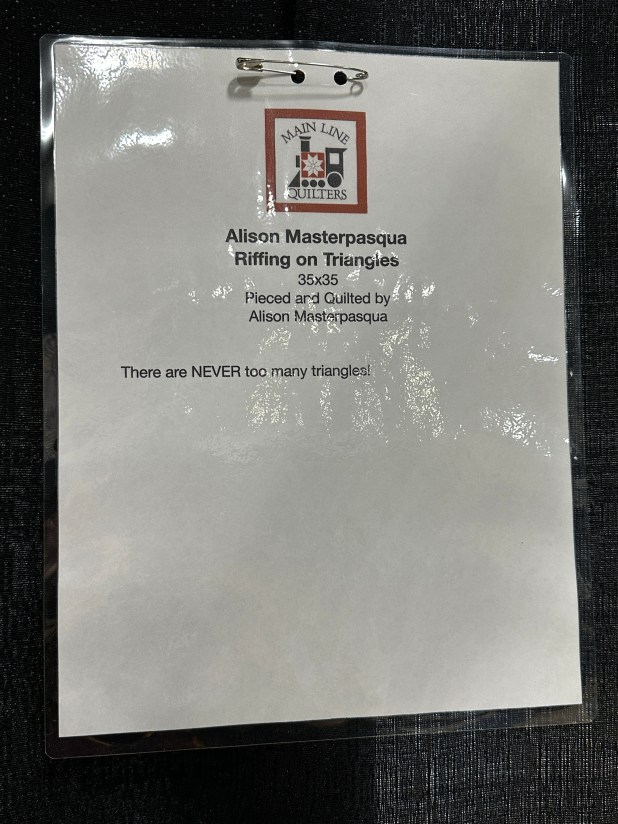 MAIN LINE
QUILTERS
Alison Masterpasqua
Riffing on Triangles
35x35
Pieced and Quilted by
Alison Masterpasqua
There are NEVER too many triangles!